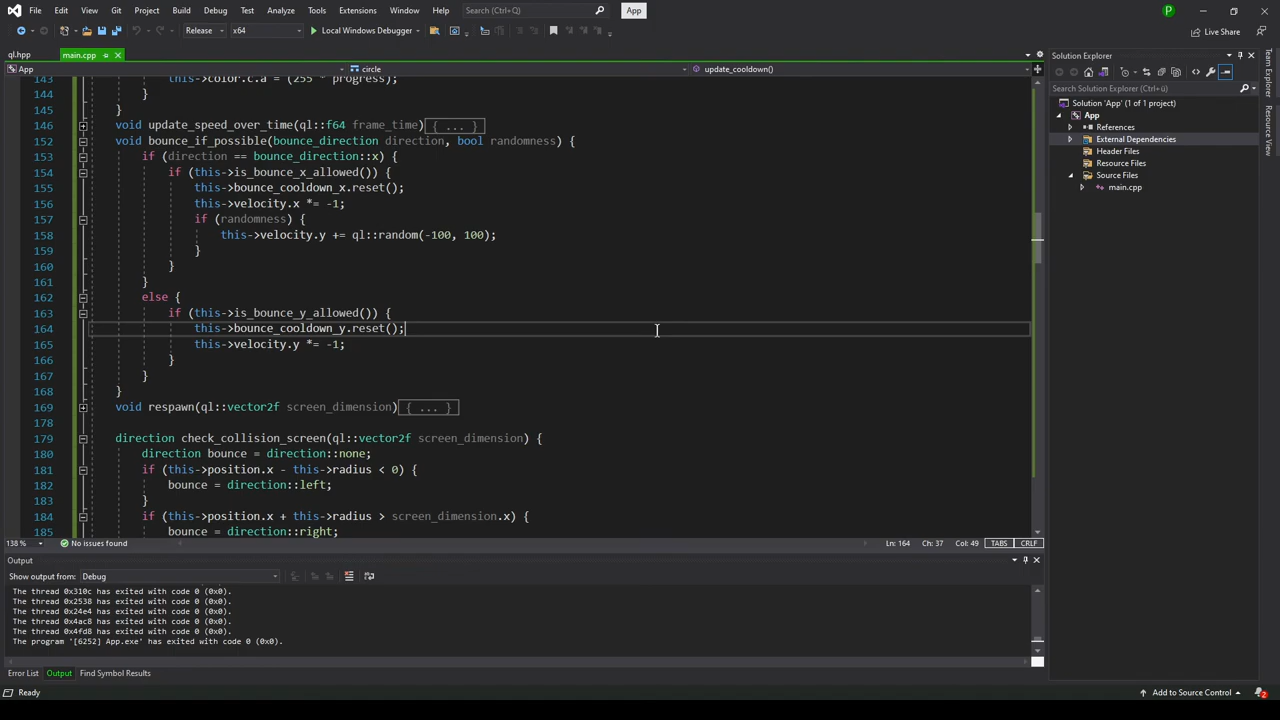 File Edit View Git Project Build Debug Test Analyze Tools Extensions Window Help Search (Ctrl+Q) App P
Release x64 Local Windows Debugger Live Share
ql.hpp main.cpp
App circle update_cooldown()
143 this->color.c.a = (255 * progress);
144 }
145 }
146 void update_speed_over_time(ql::f64 frame_time){ ... }
152 void bounce_if_possible(bounce_direction direction, bool randomness) {
153 if (direction == bounce_direction::x) {
154 if (this->is_bounce_x_allowed()) {
155 this->bounce_cooldown_x.reset();
156 this->velocity.x *= -1;
157 if (randomness) {
158 this->velocity.y += ql::random(-100, 100);
159 }
160 }
161 }
162 else {
163 if (this->is_bounce_y_allowed()) {
164 this->bounce_cooldown_y.reset();
165 this->velocity.y *= -1;
166 }
167 }
168 }
169 void respawn(ql::vector2f screen_dimension){ ... }
178
179 direction check_collision_screen(ql::vector2f screen_dimension) {
180 direction bounce = direction::none;
181 if (this->position.x - this->radius < 0) {
182 bounce = direction::left;
183 }
184 if (this->position.x + this->radius > screen_dimension.x) {
185 bounce = direction::right;
138 % No issues found Ln: 164 Ch: 37 Col: 49 TABS CRLF
Output
Show output from: Debug
The thread 0x310c has exited with code 0 (0x0).
The thread 0x2538 has exited with code 0 (0x0).
The thread 0x24e4 has exited with code 0 (0x0).
The thread 0x4ac8 has exited with code 0 (0x0).
The thread 0x4fd8 has exited with code 0 (0x0).
The program '[6252] App.exe' has exited with code 0 (0x0).
Error List Output Find Symbol Results
Ready Add to Source Control 2
Solution Explorer
Search Solution Explorer (Ctrl+ü)
Solution 'App' (1 of 1 project)
App
References
External Dependencies
Header Files
Resource Files
Source Files
main.cpp
Team Explorer
Resource View